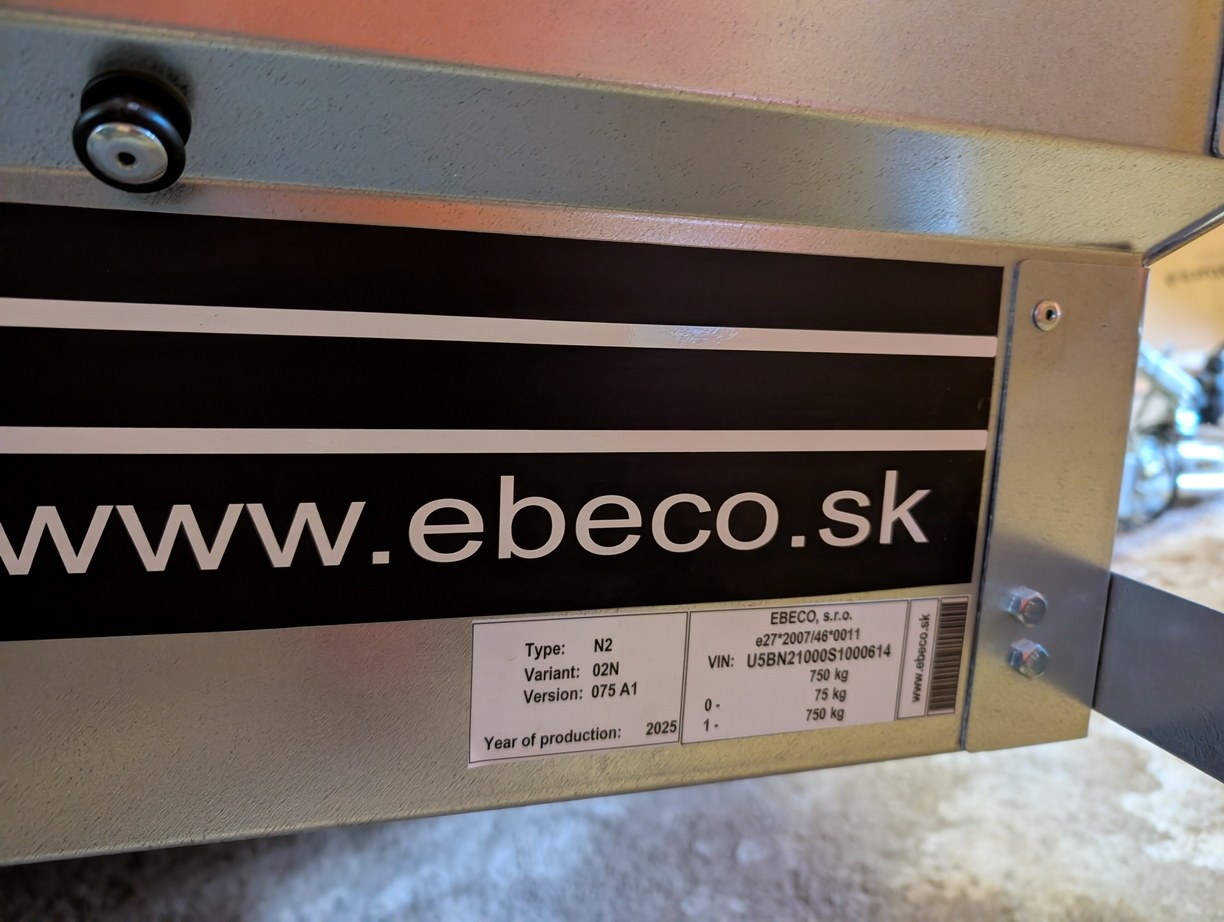 www.ebeco.sk
Type: N2
Variant: 02N
Version: 075 A1
Year of production: 2025
EBECO, s.r.o.
e27*2007/46*0011
VIN: U5BN21000S1000614
750 kg
0 - 75 kg
1 - 750 kg
www.ebeco.sk